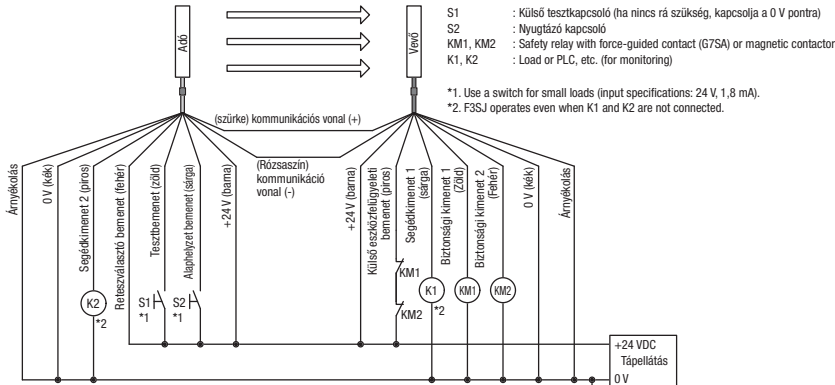 S1 : Külső tesztkapcsoló (ha nincs rá szükség, kapcsolja a 0 V pontra)
S2 : Nyugtázó kapcsoló
KM1, KM2 : Safety relay with force-guided contact (G7SA) or magnetic contactor
K1, K2 : Load or PLC, etc. (for monitoring)
*1. Use a switch for small loads (input specifications: 24 V, 1,8 mA).
*2. F3SJ operates even when K1 and K2 are not connected.
Adó
Vevő
(szürke) kommunikációs vonal (+)
(Rózsaszín)
kommunikáció
vonal (-)
Árnyékolás
0 V (kék)
Segédkimenet 2 (piros)
Reteszválasztó bemenet (fehér)
Tesztbemenet (zöld)
Alaphelyzet bemenet (sárga)
+24 V (barna)
+24 V (barna)
Külső eszközfelügyeleti
bemenet (piros)
Segédkimenet 1
(sárga)
Biztonsági kimenet 1
(Zöld)
Biztonsági kimenet 2
(Fehér)
0 V (kék)
Árnyékolás
K2
*2
S1
*1
S2
*1
KM1
KM2
K1
*2
KM1
KM2
+24 VDC
Tápellátás
0 V